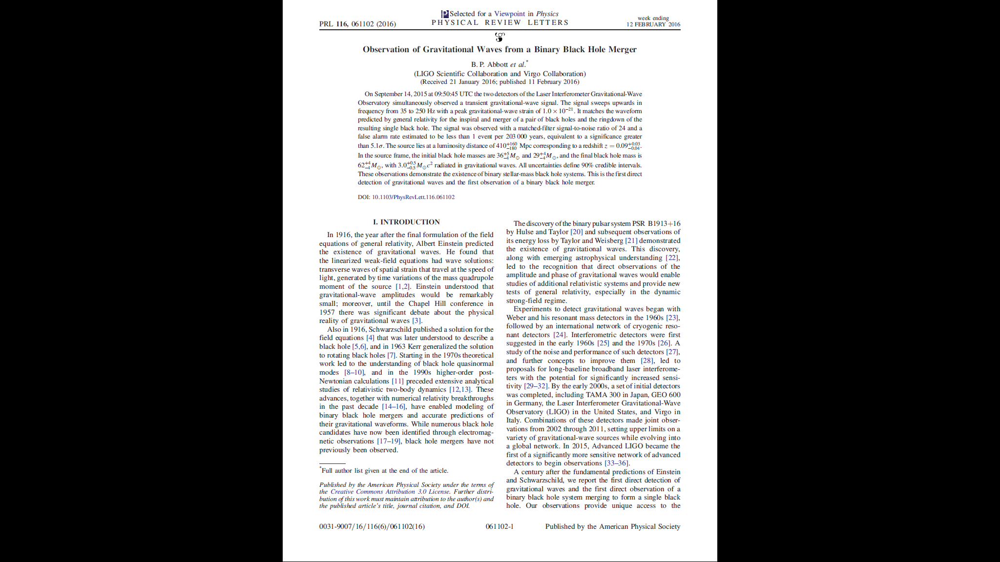 Selected for a Viewpoint in Physics
PRL 116, 061102 (2016)
PHYSICAL REVIEW LETTERS
week ending
12 FEBRUARY 2016
Observation of Gravitational Waves from a Binary Black Hole Merger
B. P. Abbott et al.*
(LIGO Scientific Collaboration and Virgo Collaboration)
(Received 21 January 2016; published 11 February 2016)
On September 14, 2015 at 09:50:45 UTC the two detectors of the Laser Interferometer Gravitational-Wave
Observatory simultaneously observed a transient gravitational-wave signal. The signal sweeps upwards in
frequency from 35 to 250 Hz with a peak gravitational-wave strain of 1.0 × 10⁻²¹. It matches the waveform
predicted by general relativity for the inspiral and merger of a pair of black holes and the ringdown of the
resulting single black hole. The signal was observed with a matched-filter signal-to-noise ratio of 24 and a
false alarm rate estimated to be less than 1 event per 203 000 years, equivalent to a significance greater
than 5.1σ. The source lies at a luminosity distance of 410 +160 −180 Mpc corresponding to a redshift z = 0.09 +0.03 −0.04.
In the source frame, the initial black hole masses are 36 +5 −4 M⊙ and 29 +4 −4 M⊙, and the final black hole mass is
62 +4 −4 M⊙, with 3.0 +0.5 −0.5 M⊙c² radiated in gravitational waves. All uncertainties define 90% credible intervals.
These observations demonstrate the existence of binary stellar-mass black hole systems. This is the first direct
detection of gravitational waves and the first observation of a binary black hole merger.
DOI: 10.1103/PhysRevLett.116.061102
I. INTRODUCTION
In 1916, the year after the final formulation of the field
equations of general relativity, Albert Einstein predicted
the existence of gravitational waves. He found that
the linearized weak-field equations had wave solutions:
transverse waves of spatial strain that travel at the speed of
light, generated by time variations of the mass quadrupole
moment of the source [1,2]. Einstein understood that
gravitational-wave amplitudes would be remarkably
small; moreover, until the Chapel Hill conference in
1957 there was significant debate about the physical
reality of gravitational waves [3].
Also in 1916, Schwarzschild published a solution for the
field equations [4] that was later understood to describe a
black hole [5,6], and in 1963 Kerr generalized the solution
to rotating black holes [7]. Starting in the 1970s theoretical
work led to the understanding of black hole quasinormal
modes [8–10], and in the 1990s higher-order post-
Newtonian calculations [11] preceded extensive analytical
studies of relativistic two-body dynamics [12,13]. These
advances, together with numerical relativity breakthroughs
in the past decade [14–16], have enabled modeling of
binary black hole mergers and accurate predictions of
their gravitational waveforms. While numerous black hole
candidates have now been identified through electromag-
netic observations [17–19], black hole mergers have not
previously been observed.
*Full author list given at the end of the article.
Published by the American Physical Society under the terms of
the Creative Commons Attribution 3.0 License. Further distri-
bution of this work must maintain attribution to the author(s) and
the published article's title, journal citation, and DOI.
The discovery of the binary pulsar system PSR B1913+16
by Hulse and Taylor [20] and subsequent observations of
its energy loss by Taylor and Weisberg [21] demonstrated
the existence of gravitational waves. This discovery,
along with emerging astrophysical understanding [22],
led to the recognition that direct observations of the
amplitude and phase of gravitational waves would enable
studies of additional relativistic systems and provide new
tests of general relativity, especially in the dynamic
strong-field regime.
Experiments to detect gravitational waves began with
Weber and his resonant mass detectors in the 1960s [23],
followed by an international network of cryogenic reso-
nant detectors [24]. Interferometric detectors were first
suggested in the early 1960s [25] and the 1970s [26]. A
study of the noise and performance of such detectors [27],
and further concepts to improve them [28], led to
proposals for long-baseline broadband laser interferome-
ters with the potential for significantly increased sensi-
tivity [29–32]. By the early 2000s, a set of initial detectors
was completed, including TAMA 300 in Japan, GEO 600
in Germany, the Laser Interferometer Gravitational-Wave
Observatory (LIGO) in the United States, and Virgo in
Italy. Combinations of these detectors made joint obser-
vations from 2002 through 2011, setting upper limits on a
variety of gravitational-wave sources while evolving into
a global network. In 2015, Advanced LIGO became the
first of a significantly more sensitive network of advanced
detectors to begin observations [33–36].
A century after the fundamental predictions of Einstein
and Schwarzschild, we report the first direct detection of
gravitational waves and the first direct observation of a
binary black hole system merging to form a single black
hole. Our observations provide unique access to the
0031-9007/16/116(6)/061102(16)
061102-1
Published by the American Physical Society